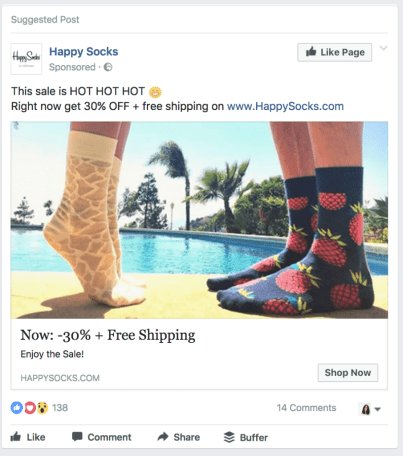 Suggested Post
Happy Socks
Happy Socks
Like Page
Sponsored ·
This sale is HOT HOT HOT
Right now get 30% OFF + free shipping on www.HappySocks.com
Now: -30% + Free Shipping
Enjoy the Sale!
HAPPYSOCKS.COM
Shop Now
138
14 Comments
Like
Comment
Share
Buffer